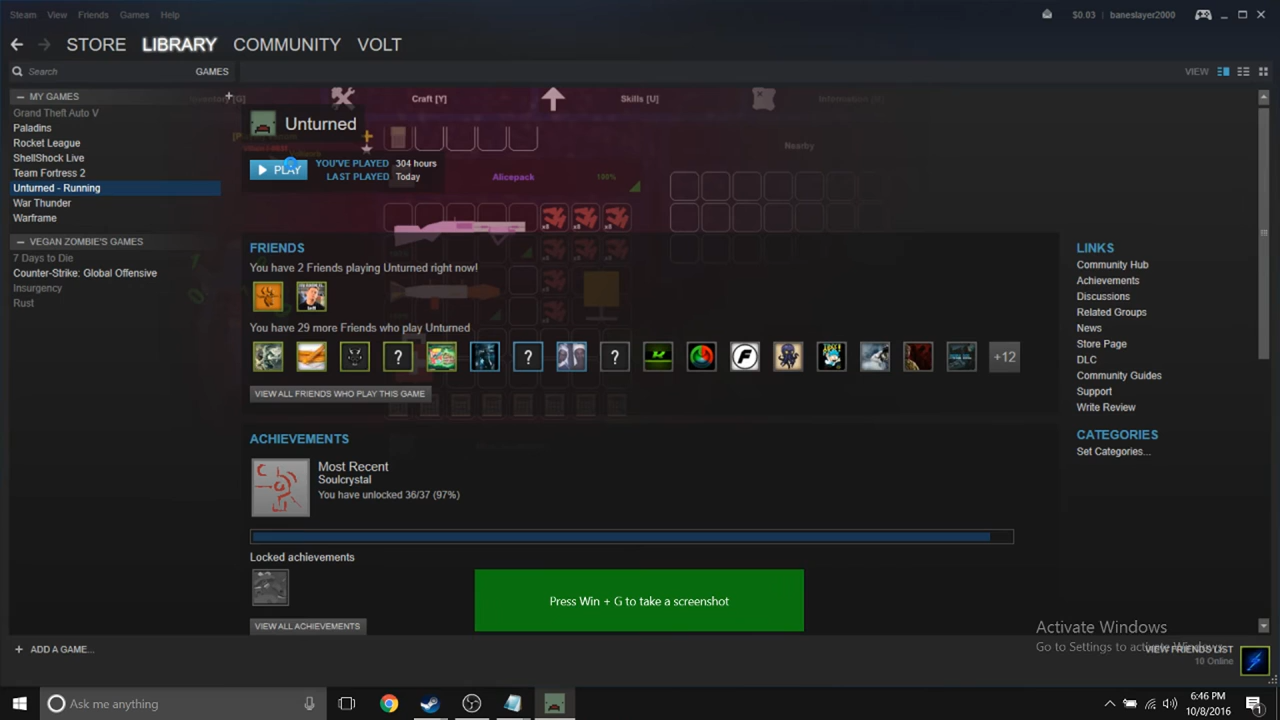 Steam View Friends Games Help
$0.03 baneslayer2000
STORE LIBRARY COMMUNITY VOLT
Search GAMES
VIEW
MY GAMES
Grand Theft Auto V
Paladins
Rocket League
ShellShock Live
Team Fortress 2
Unturned - Running
War Thunder
Warframe
VEGAN ZOMBIE'S GAMES
7 Days to Die
Counter-Strike: Global Offensive
Insurgency
Rust
Craft [Y] Skills [U]
Nearby
Alicepack 100%
Unturned
PLAY
YOU'VE PLAYED 304 hours
LAST PLAYED Today
FRIENDS
You have 2 Friends playing Unturned right now!
You have 29 more Friends who play Unturned
+12
VIEW ALL FRIENDS WHO PLAY THIS GAME
ACHIEVEMENTS
Most Recent
Soulcrystal
You have unlocked 36/37 (97%)
Locked achievements
VIEW ALL ACHIEVEMENTS
LINKS
Community Hub
Achievements
Discussions
Related Groups
News
Store Page
DLC
Community Guides
Support
Write Review
CATEGORIES
Set Categories...
Press Win + G to take a screenshot
Activate Windows
Go to Settings to activate Windows.
ADD A GAME...
VIEW FRIENDS LIST
10 Online
Ask me anything
6:46 PM
10/8/2016